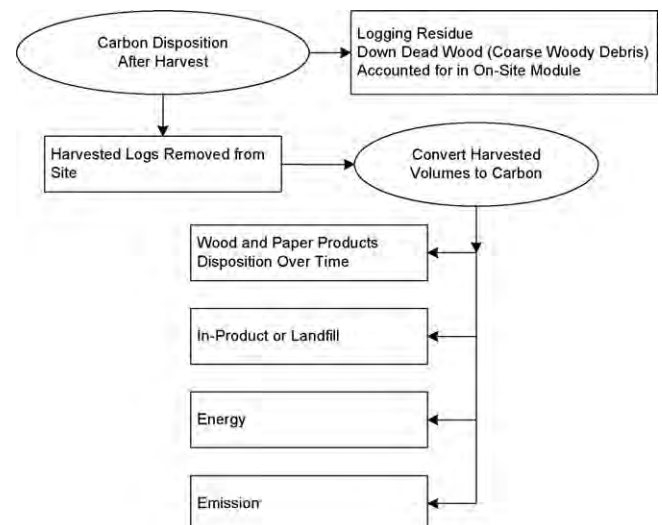 Carbon Disposition
After Harvest
Logging Residue
Down Dead Wood (Coarse Woody Debris)
Accounted for in On-Site Module
Harvested Logs Removed from
Site
Convert Harvested
Volumes to Carbon
Wood and Paper Products
Disposition Over Time
In-Product or Landfill
Energy
Emission